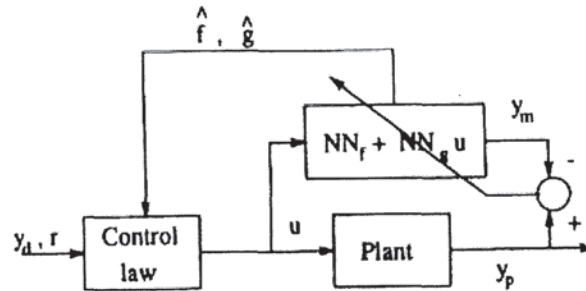 f̂ , ĝ
y_m
NN_f + NN_g u
-
+
y_d , r
Control
law
u
Plant
y_p